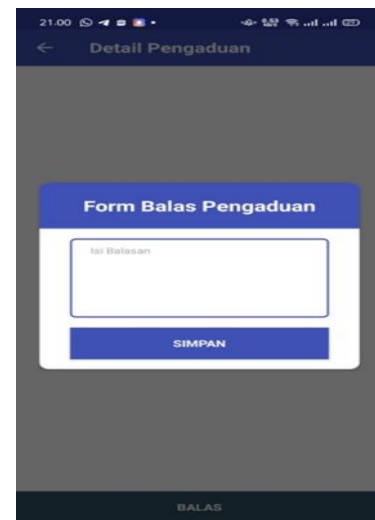 21.00
Detail Pengaduan
Form Balas Pengaduan
Isi Balasan
SIMPAN
BALAS